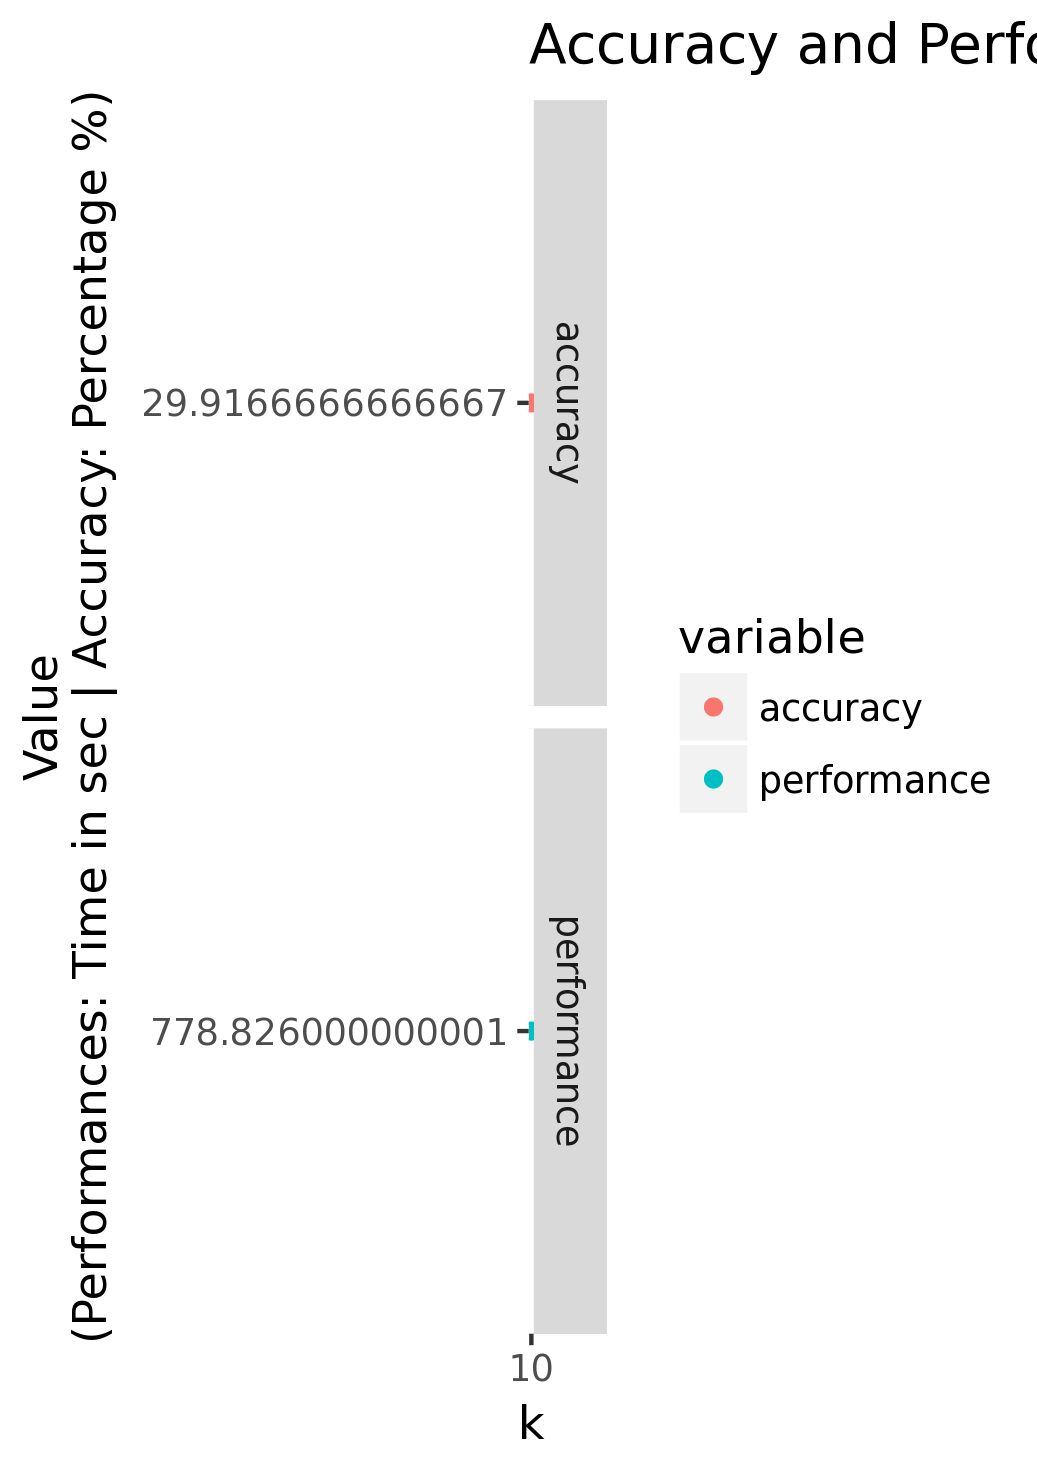 Accuracy and Perfo
Value
(Performances: Time in sec | Accuracy: Percentage %)
29.9166666666667
accuracy
778.826000000001
performance
variable
accuracy
performance
10
k